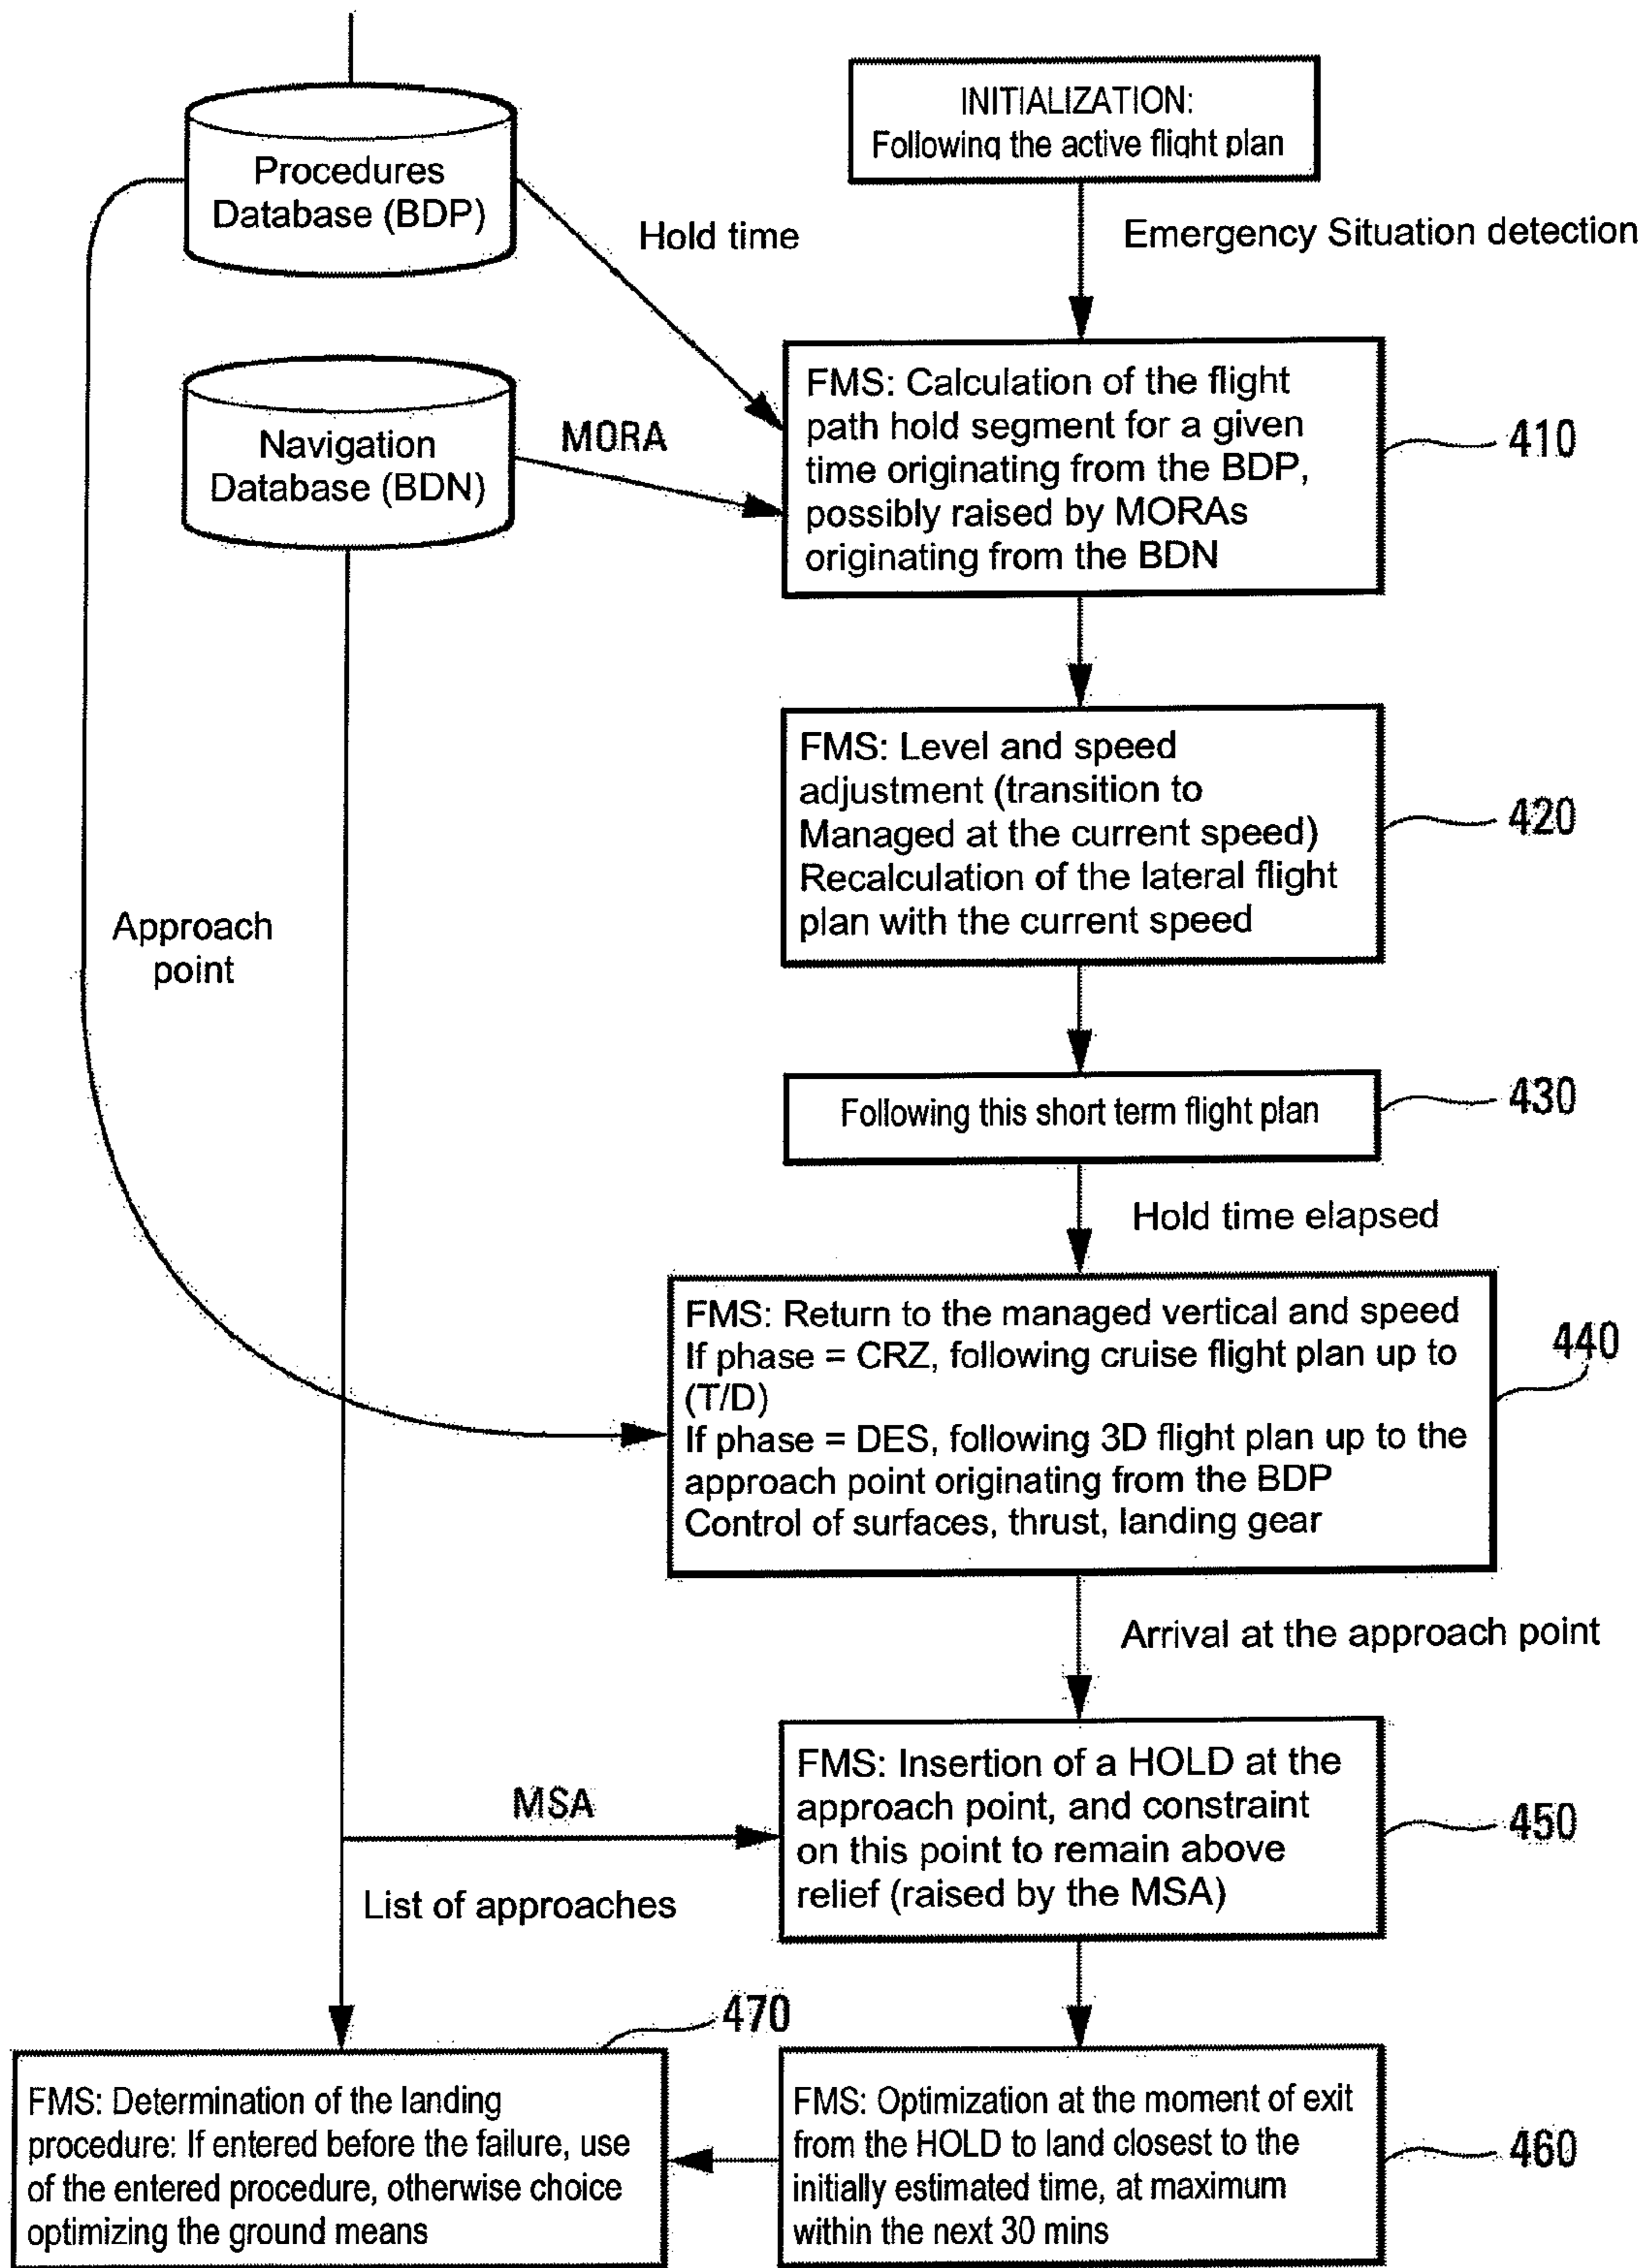 INITIALIZATION:
Following the active flight plan
Procedures
Database (BDP)
Hold time
Emergency Situation detection
Navigation
Database (BDN)
MORA
FMS: Calculation of the flight
path hold segment for a given
time originating from the BDP,
possibly raised by MORAs
originating from the BDN
410
FMS: Level and speed
adjustment (transition to
Managed at the current speed)
Recalculation of the lateral flight
plan with the current speed
420
Approach
point
Following this short term flight plan
430
Hold time elapsed
FMS: Return to the managed vertical and speed
If phase = CRZ, following cruise flight plan up to
(T/D)
If phase = DES, following 3D flight plan up to the
approach point originating from the BDP
Control of surfaces, thrust, landing gear
440
Arrival at the approach point
MSA
FMS: Insertion of a HOLD at the
approach point, and constraint
on this point to remain above
relief (raised by the MSA)
450
List of approaches
470
FMS: Determination of the landing
procedure: If entered before the failure, use
of the entered procedure, otherwise choice
optimizing the ground means
FMS: Optimization at the moment of exit
from the HOLD to land closest to the
initially estimated time, at maximum
within the next 30 mins
460